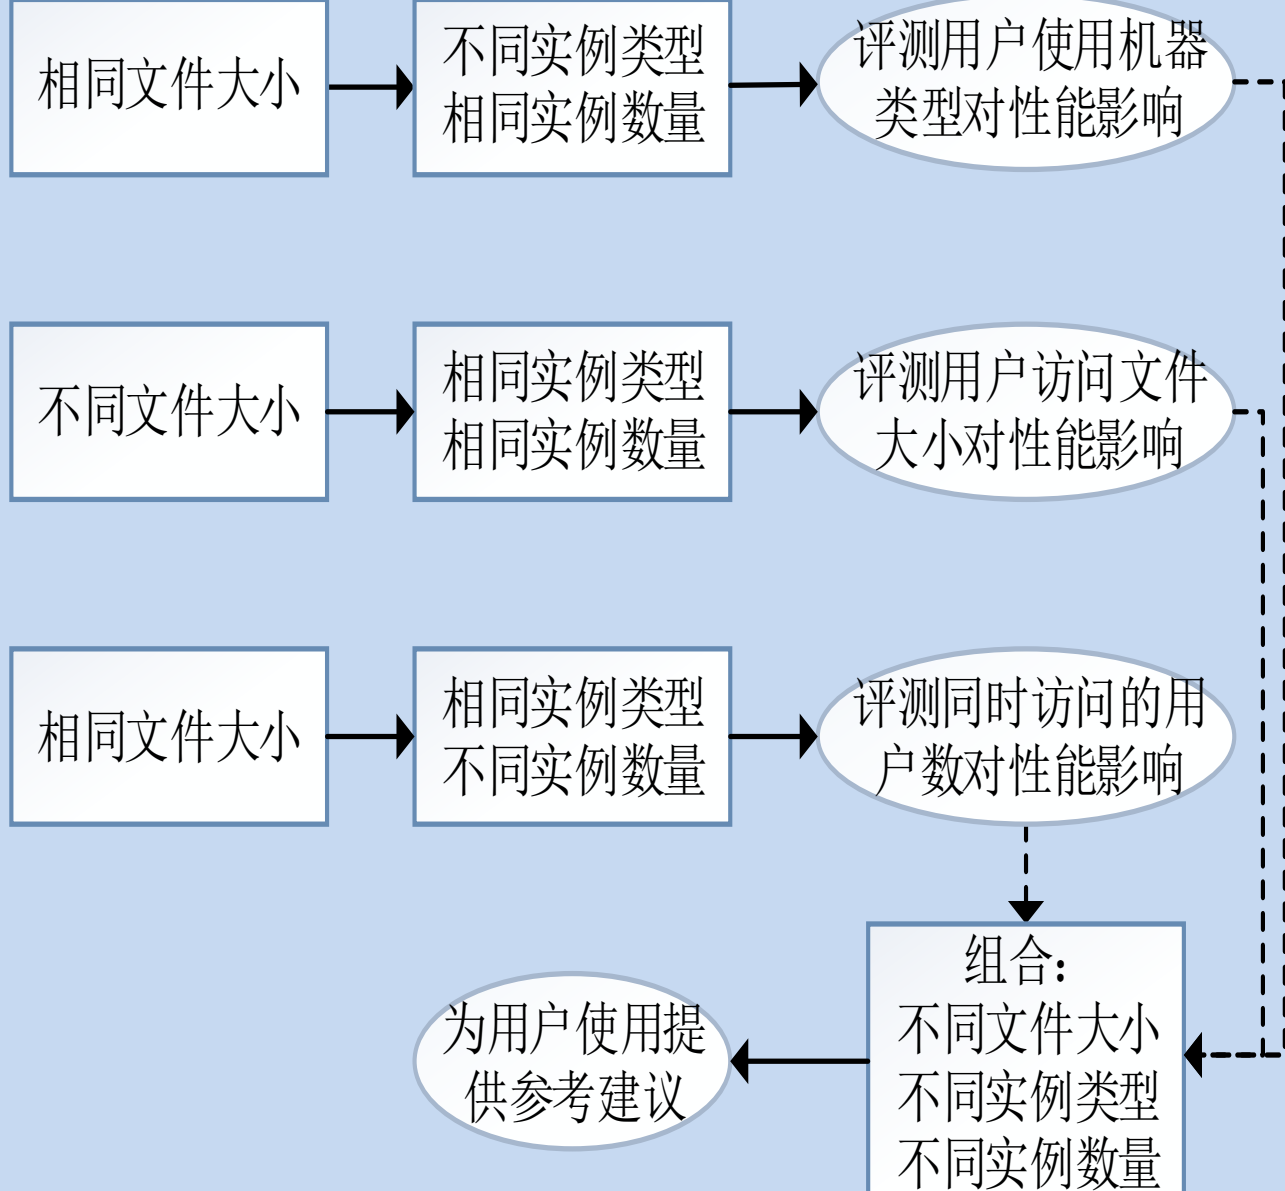 相同文件大小
不同实例类型
相同实例数量
评测用户使用机器
类型对性能影响
不同文件大小
相同实例类型
相同实例数量
评测用户访问文件
大小对性能影响
相同文件大小
相同实例类型
不同实例数量
评测同时访问的用
户数对性能影响
组合:
不同文件大小
不同实例类型
不同实例数量
为用户使用提
供参考建议